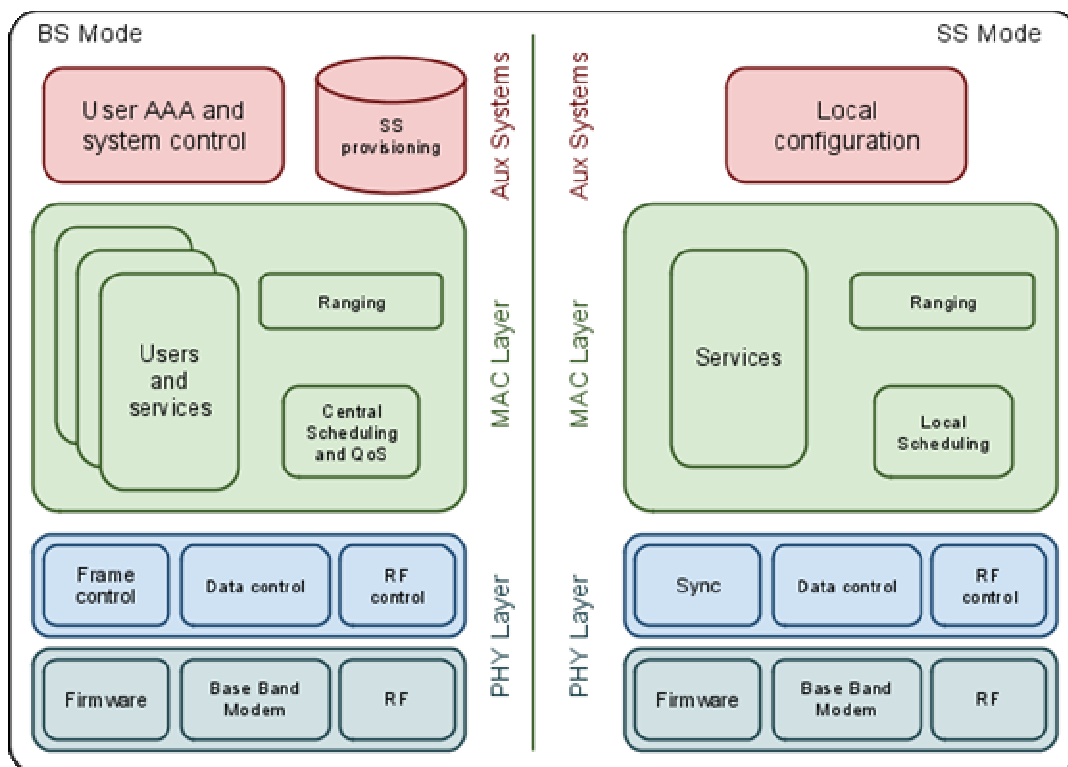 BS Mode
SS Mode
User AAA and
system control
SS
provisioning
Aux Systems
Aux Systems
Local
configuration
Users
and
services
Ranging
Central
Scheduling
and QoS
MAC Layer
MAC Layer
Services
Ranging
Local
Scheduling
Frame
control
Data control
RF
control
Firmware
Base Band
Modem
RF
PHY Layer
PHY Layer
Sync
Data control
RF
control
Firmware
Base Band
Modem
RF